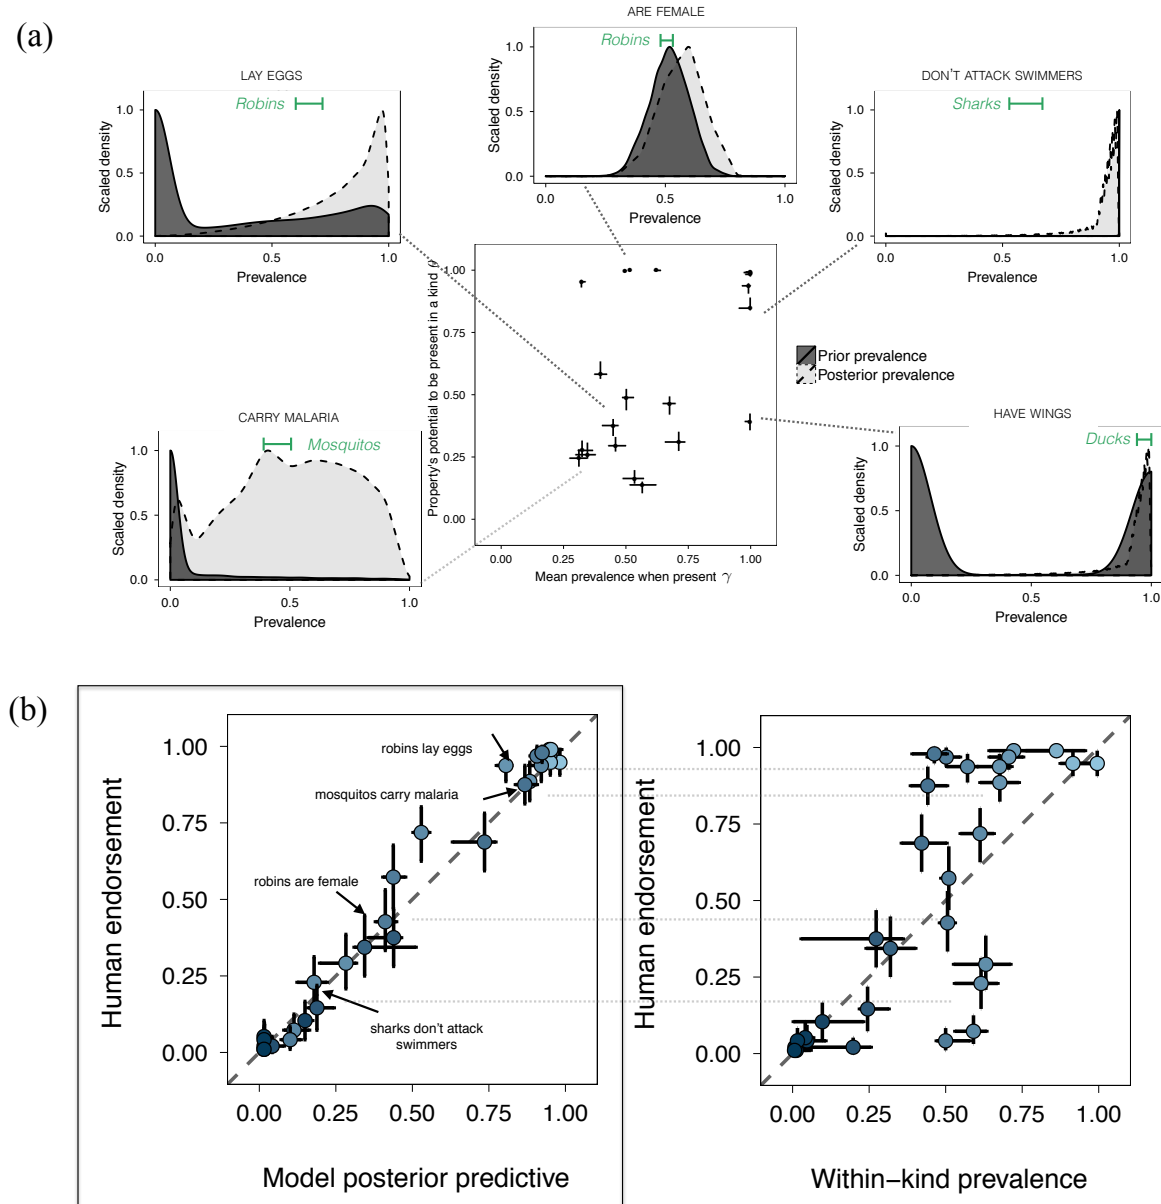 (a)
ARE FEMALE
Robins
Scaled density
1.0
0.5
0.0
0.0
0.5
1.0
Prevalence
LAY EGGS
Robins
Scaled density
1.0
0.5
0.0
0.0
0.5
1.0
Prevalence
DON'T ATTACK SWIMMERS
Sharks
Scaled density
1.0
0.5
0.0
0.0
0.5
1.0
Prevalence
Property's potential to be present in a kind
1.00
0.75
0.50
0.25
0.00
0.00
0.25
0.50
0.75
1.00
Mean prevalence when present γ
Prior prevalence
Posterior prevalence
CARRY MALARIA
Mosquitos
Scaled density
1.0
0.5
0.0
0.0
0.5
1.0
Prevalence
HAVE WINGS
Ducks
Scaled density
1.0
0.5
0.0
0.0
0.5
1.0
Prevalence
(b)
Human endorsement
1.00
0.75
0.50
0.25
0.00
robins lay eggs
mosquitos carry malaria
robins are female
sharks don't attack
swimmers
0.00
0.25
0.50
0.75
1.00
Model posterior predictive
Human endorsement
1.00
0.75
0.50
0.25
0.00
0.00
0.25
0.50
0.75
1.00
Within−kind prevalence